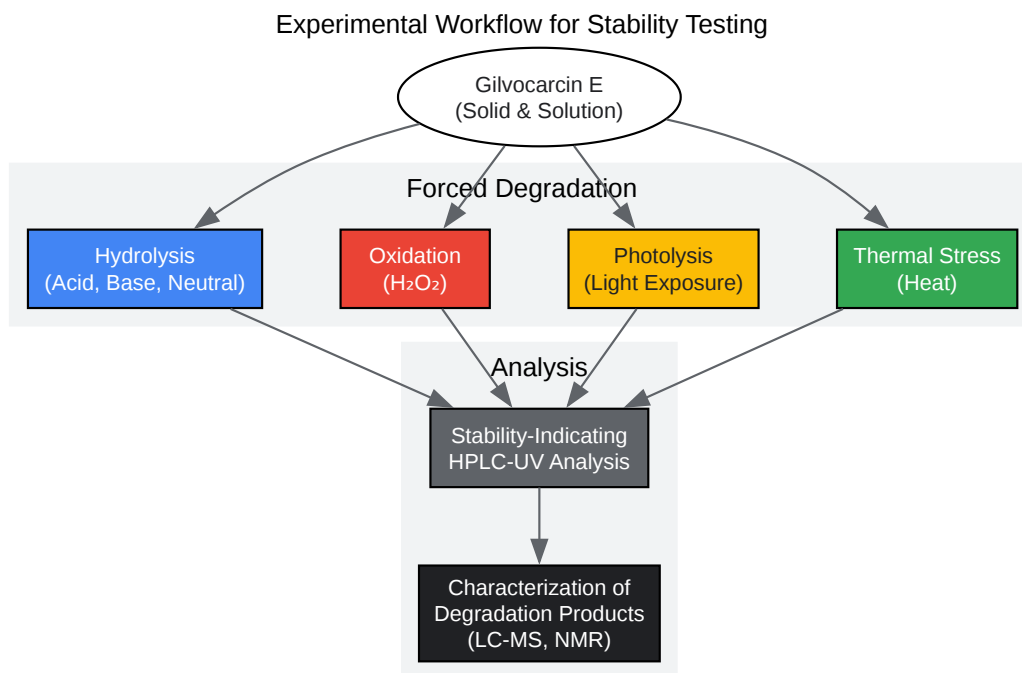 Experimental Workflow for Stability Testing
Gilvocarcin E
(Solid & Solution)
Forced Degradation
Hydrolysis
(Acid, Base, Neutral)
Oxidation
(H₂O₂)
Photolysis
(Light Exposure)
Thermal Stress
(Heat)
Analysis
Stability-Indicating
HPLC-UV Analysis
Characterization of
Degradation Products
(LC-MS, NMR)